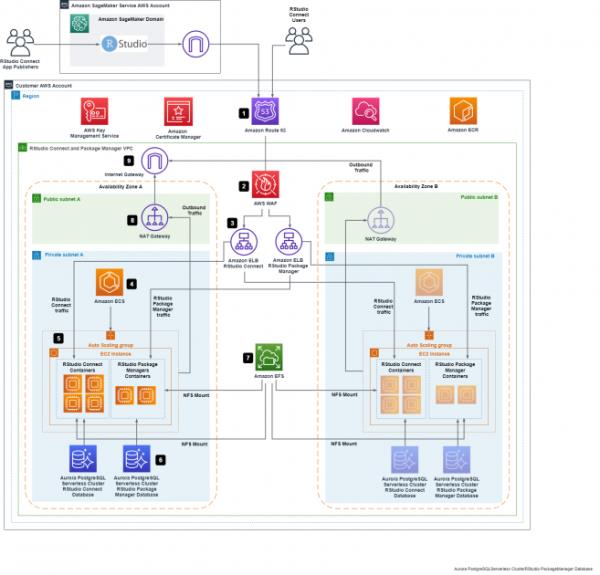 Amazon SageMaker Service AWS Account
Amazon SageMaker Domain
R Studio
RStudio Connect
App Publishers
RStudio
Connect
Users
Customer AWS Account
Region
AWS Key
Management Service
Amazon
Certificate Manager
1
53
Amazon Route 53
Amazon Cloudwatch
Amazon ECR
RStudio Connect and Package Manager VPC
9
Internet Gateway
Outbound
Traffic
Availability Zone A
2
AWS WAF
Availability Zone B
Public subnet A
Outbound
Traffic
8
NAT Gateway
3
Public subnet B
NAT Gateway
Private subnet A
Amazon ELB
RStudio Connect
Amazon ELB
RStudio Package
Manager
Private subnet B
4
Amazon ECS
RStudio
Connect
traffic
RStudio
Package
Manager
traffic
RStudio
Connect
traffic
Amazon ECS
RStudio
Package
Manager
traffic
5
Auto Scaling group
EC2 Instance
RStudio Connect
Containers
RStudio Package
Manager
Containers
7
Amazon EFS
Auto Scaling group
EC2 Instance
RStudio Connect
Containers
RStudio Package
Manager
Containers
NFS Mount
NFS Mount
NFS Mount
NFS Mount
6
Aurora PostgreSQL
Serverless Cluster
RStudio Connect
Database
Aurora PostgreSQL
Serverless Cluster
RStudio Package
Manager Database
Aurora PostgreSQL
Serverless Cluster
RStudio Connect
Database
Aurora PostgreSQL
Serverless Cluster
RStudio Package
Manager Database
Aurora PostgreSQLServerless ClusterRStudio PackageManager Database